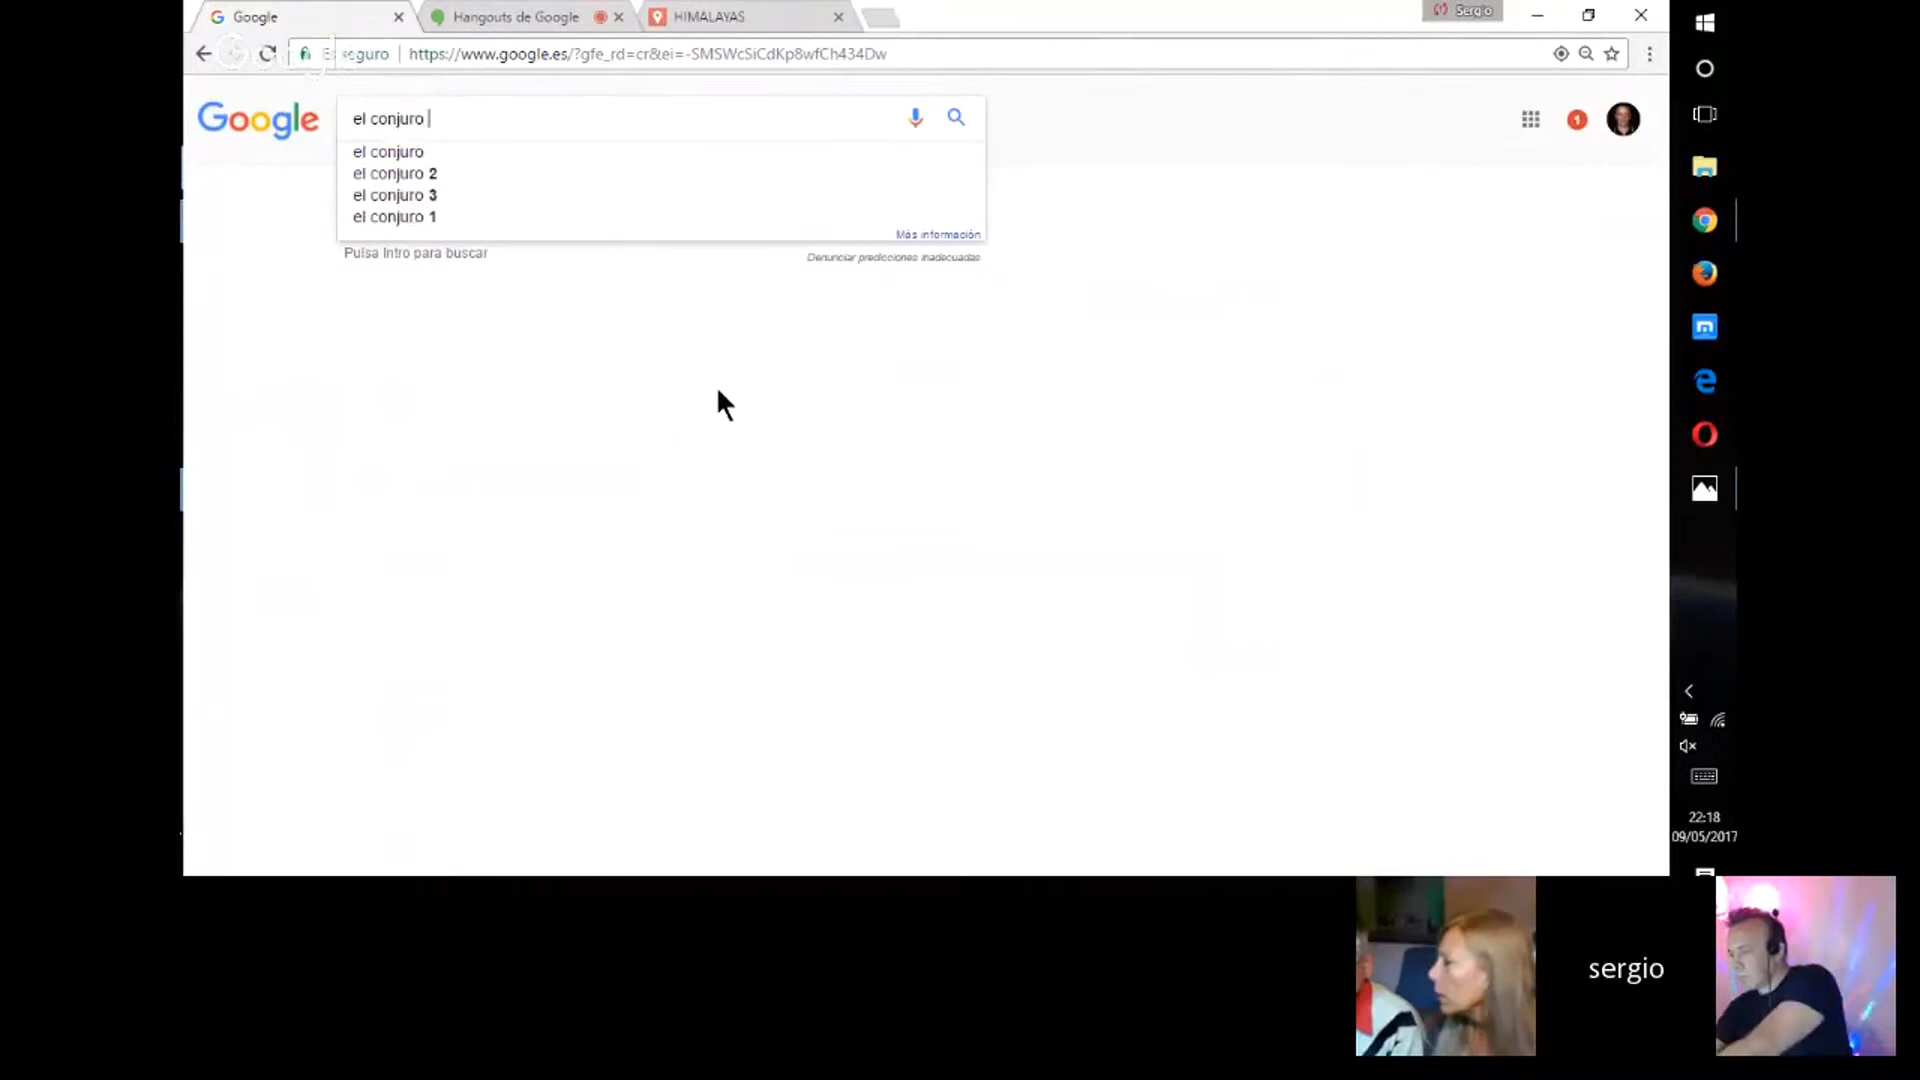 Google
Hangouts de Google
HIMALAYAS
Sergio
seguro
https://www.google.es/?gfe_rd=cr&ei=-SMSWcSiCdKp8wfCh434Dw
Google
el conjuro
1
el conjuro
el conjuro 2
el conjuro 3
el conjuro 1
Más información
Pulsa Intro para buscar
Denunciar predicciones inadecuadas
22:18
09/05/2017
sergio